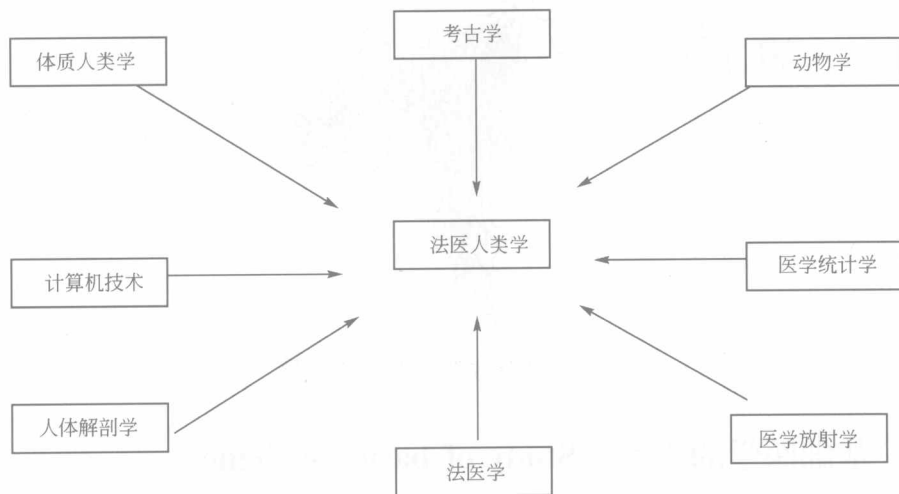 考古学
体质人类学
动物学
法医人类学
计算机技术
医学统计学
人体解剖学
医学放射学
法医学